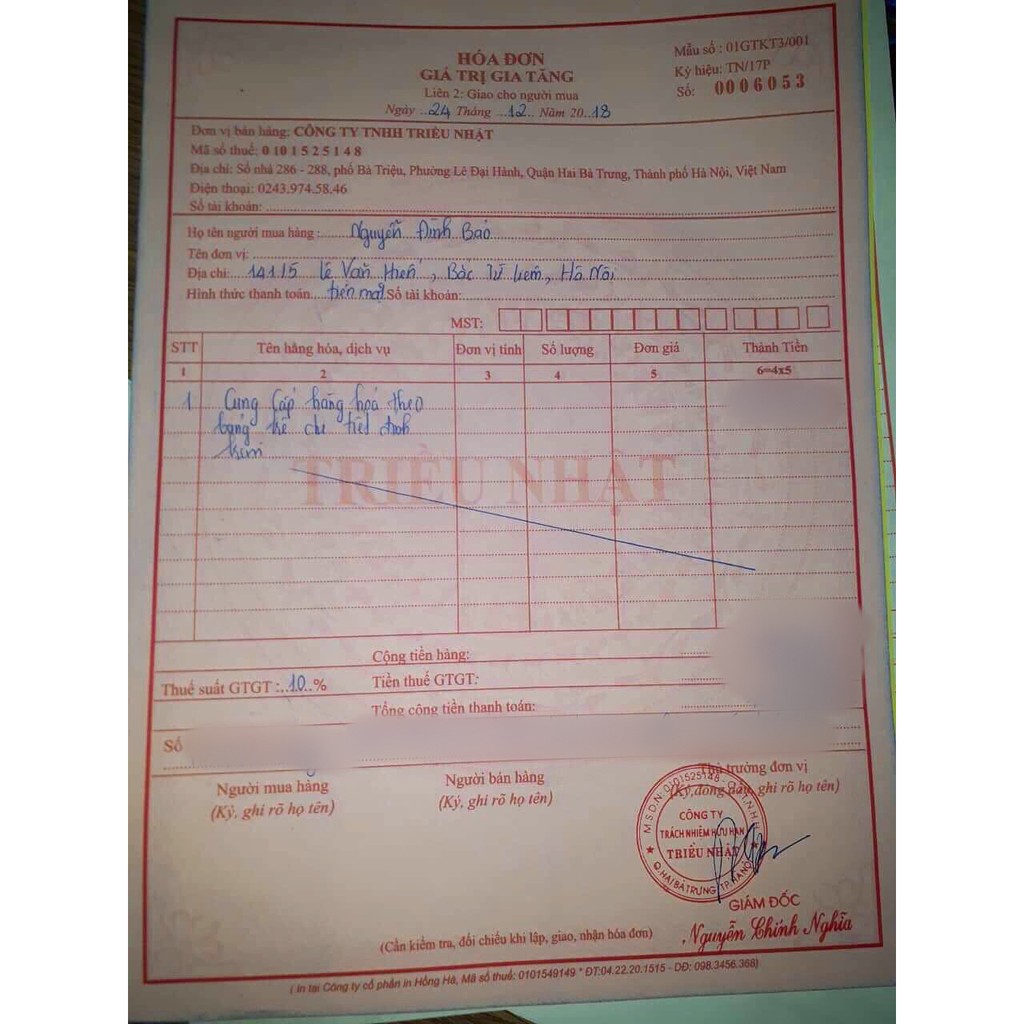 HÓA ĐƠN
GIÁ TRỊ GIA TĂNG
Liên 2: Giao cho người mua
Ngày ..24 Tháng ..12.. Năm 20..18
Mẫu số : 01GTKT3/001
Ký hiệu: TN/17P
Số: 0006053
Đơn vị bán hàng: CÔNG TY TNHH TRIỀU NHẬT
Mã số thuế: 0101525148
Địa chỉ: Số nhà 286 - 288, phố Bà Triệu, Phường Lê Đại Hành, Quận Hai Bà Trưng, Thành phố Hà Nội, Việt Nam
Điện thoại: 0243.974.58.46
Số tài khoản:
Họ tên người mua hàng : Nguyễn Đình Bảo
Tên đơn vị:
Địa chỉ: 141/5 Lê Văn Hiến, Bắc Từ Liêm, Hà Nội
Hình thức thanh toán tiền mặt Số tài khoản:
MST:
STT Tên hàng hóa, dịch vụ Đơn vị tính Số lượng Đơn giá Thành Tiền
1 2 3 4 5 6=4x5
1 Cung cấp hàng hoá theo
bảng kê chi tiết đính
kèm
TRIỀU NHẬT
Cộng tiền hàng:
Thuế suất GTGT :..10..% Tiền thuế GTGT:
Tổng cộng tiền thanh toán:
Số
Người mua hàng Người bán hàng Thủ trưởng đơn vị
(Ký, ghi rõ họ tên) (Ký, ghi rõ họ tên) (Ký, đóng dấu, ghi rõ họ tên)
M.S.D.N: 0101525148 - C.T.T.N.H.H
CÔNG TY
TRÁCH NHIỆM HỮU HẠN
TRIỀU NHẬT
Q. HAI BÀ TRƯNG - T.P. HÀ NỘI
GIÁM ĐỐC
Nguyễn Chính Nghĩa
(Cần kiểm tra, đối chiếu khi lập, giao, nhận hóa đơn)
( In tại Công ty cổ phần in Hồng Hà, Mã số thuế: 0101549149 * ĐT:04.22.20.1515 - DĐ: 098.3456.368)